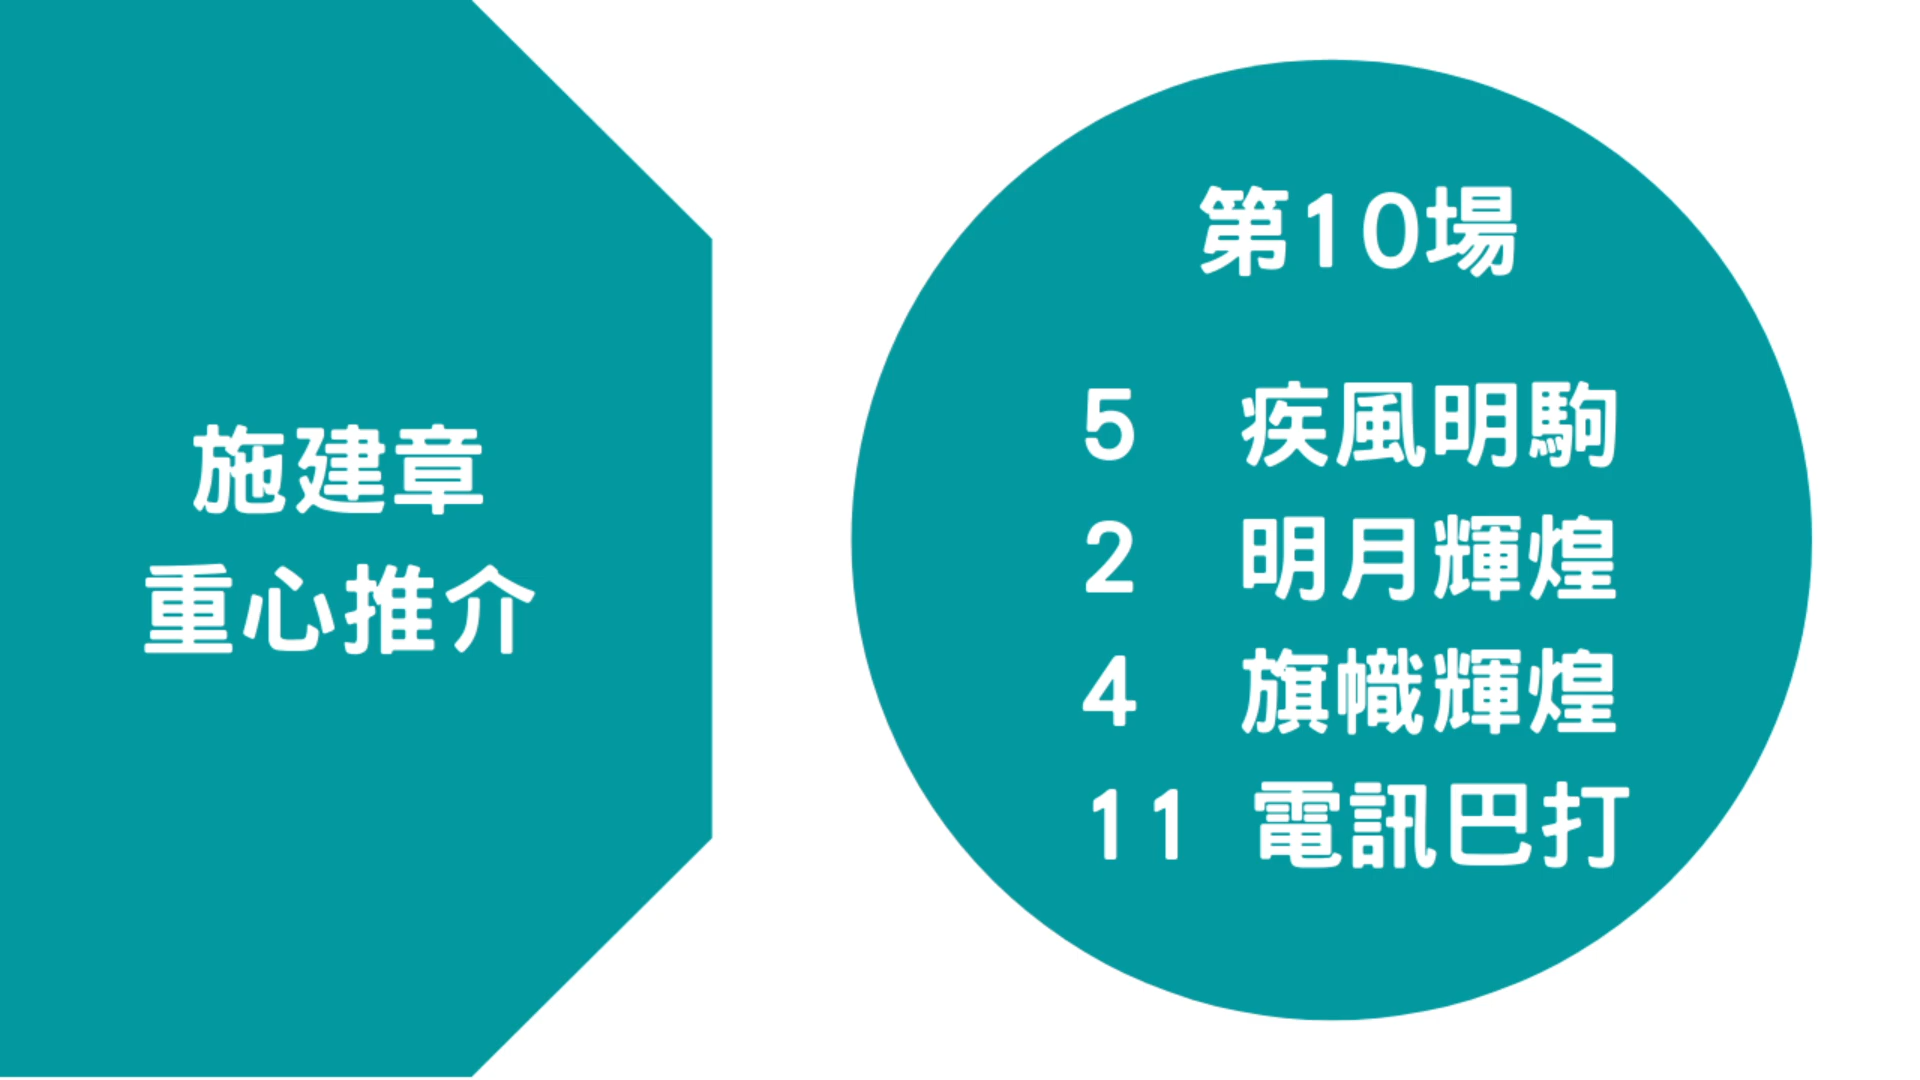 施建章
重心推介
第10場
5 疾風明駒
2 明月輝煌
4 旗幟輝煌
11 電訊巴打